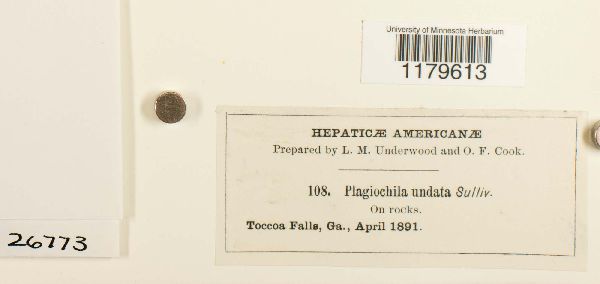 University of Minnesota Herbarium
1179613
HEPATICÆ AMERICANÆ
Prepared by L. M. Underwood and O. F. Cook.
108. Plagiochila undata Sulliv.
On rocks.
Toccoa Falls, Ga., April 1891.
26773